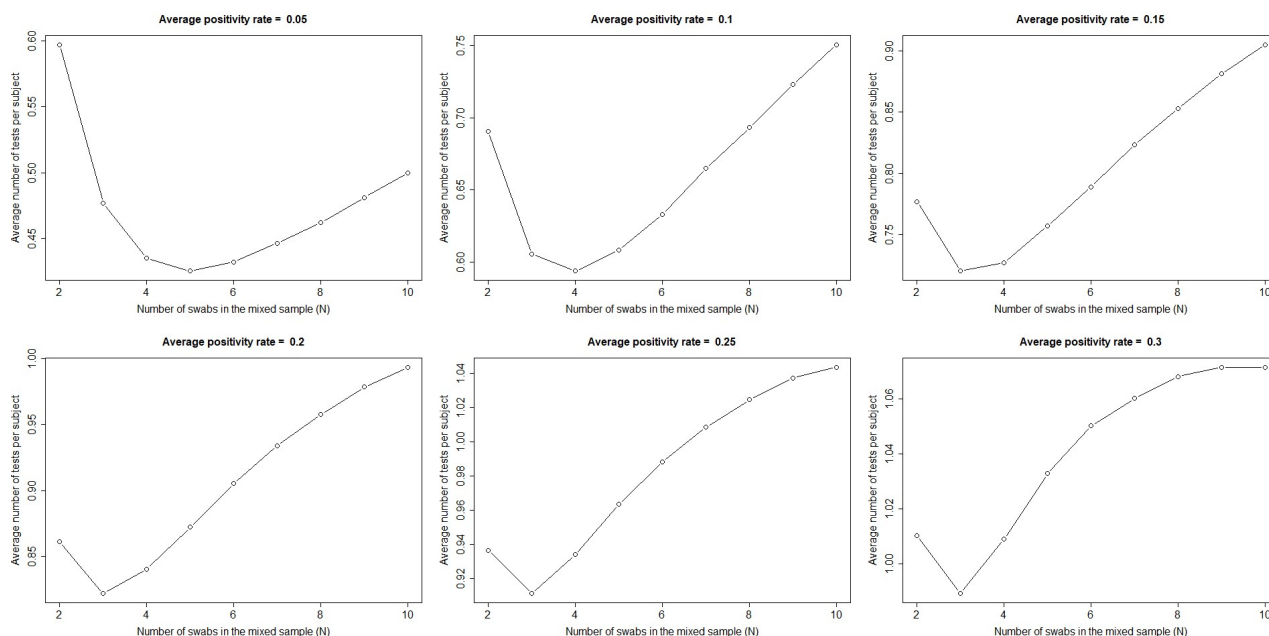 Average positivity rate =  0.05
Average number of tests per subject
0.60
0.55
0.50
0.45
2 4 6 8 10
Number of swabs in the mixed sample (N)
Average positivity rate =  0.1
Average number of tests per subject
0.75
0.70
0.65
0.60
2 4 6 8 10
Number of swabs in the mixed sample (N)
Average positivity rate =  0.15
Average number of tests per subject
0.90
0.85
0.80
0.75
2 4 6 8 10
Number of swabs in the mixed sample (N)
Average positivity rate =  0.2
Average number of tests per subject
1.00
0.95
0.90
0.85
2 4 6 8 10
Number of swabs in the mixed sample (N)
Average positivity rate =  0.25
Average number of tests per subject
1.04
1.02
1.00
0.98
0.96
0.94
0.92
2 4 6 8 10
Number of swabs in the mixed sample (N)
Average positivity rate =  0.3
Average number of tests per subject
1.06
1.04
1.02
1.00
2 4 6 8 10
Number of swabs in the mixed sample (N)